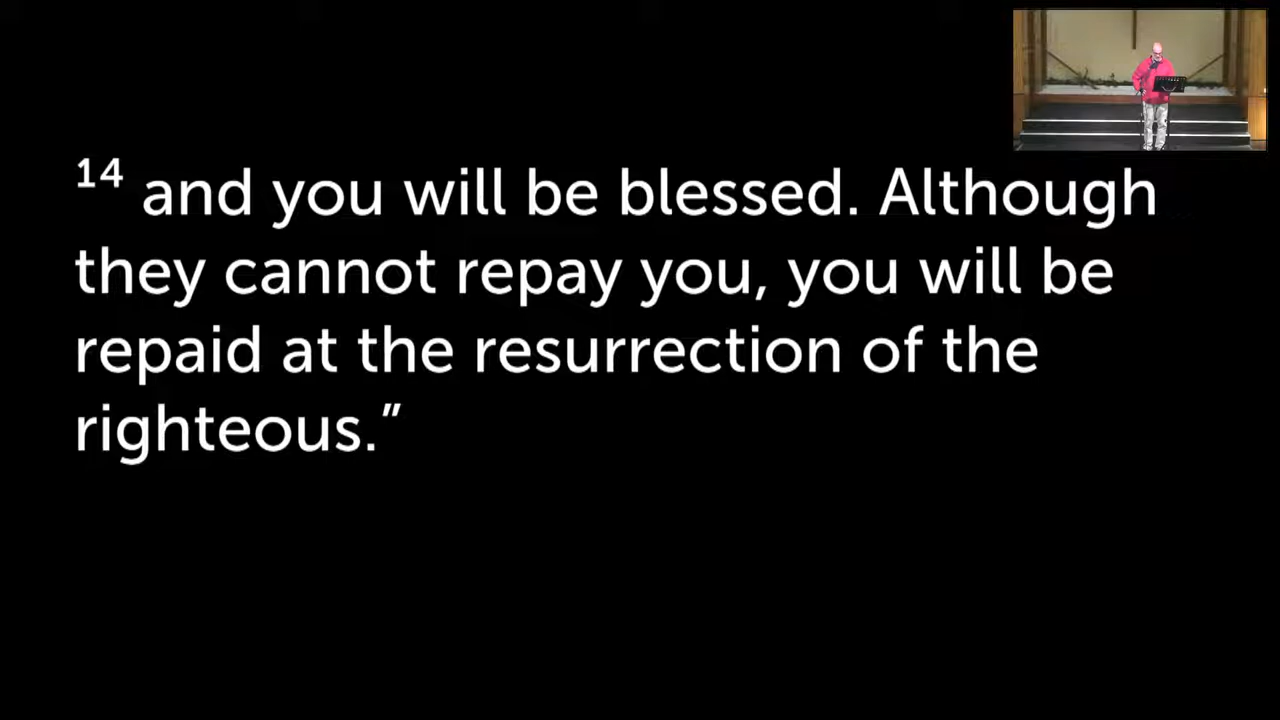 14 and you will be blessed. Although
they cannot repay you, you will be
repaid at the resurrection of the
righteous.”